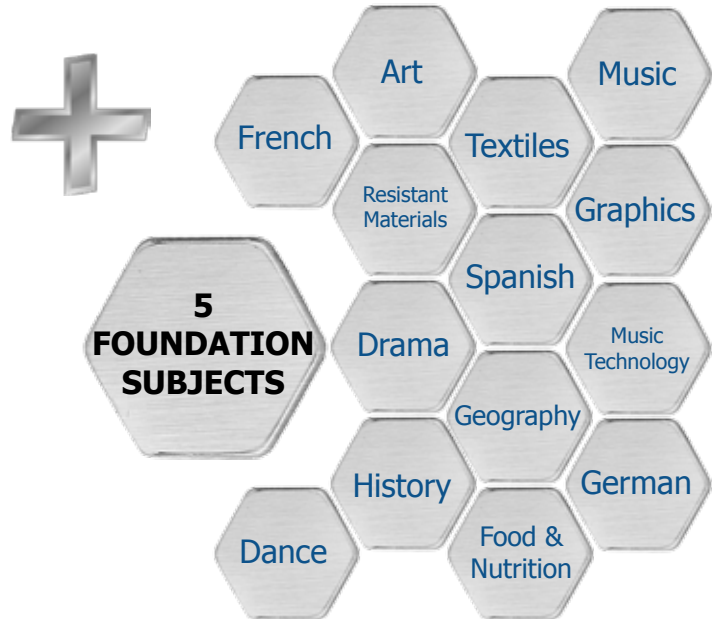 Art
Music
French
Textiles
Resistant
Materials
Graphics
Spanish
5
FOUNDATION
SUBJECTS
Drama
Music
Technology
Geography
History
German
Dance
Food &
Nutrition